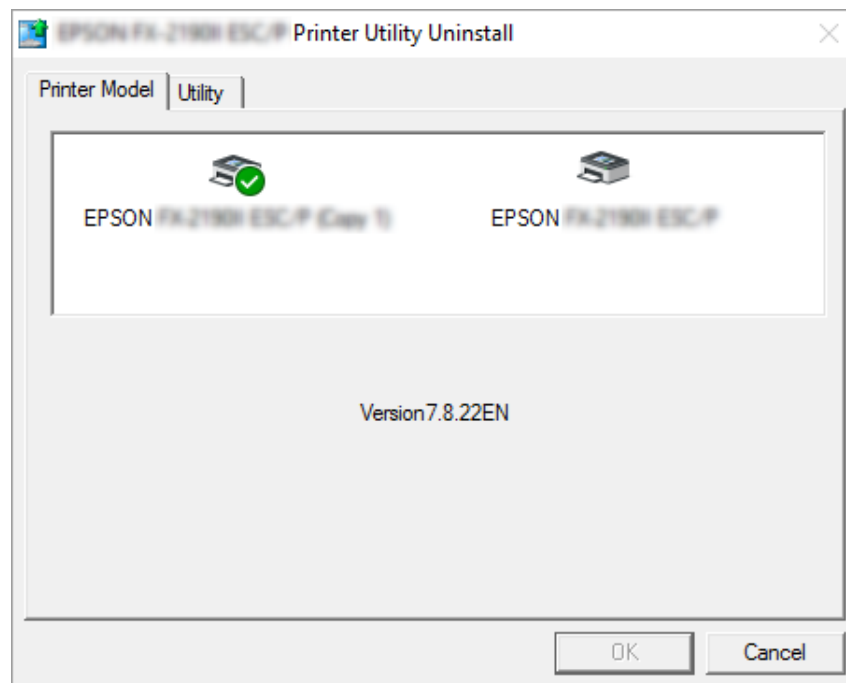 Printer Utility Uninstall
Printer Model Utility
EPSON EPSON
Version7.8.22EN
OK Cancel